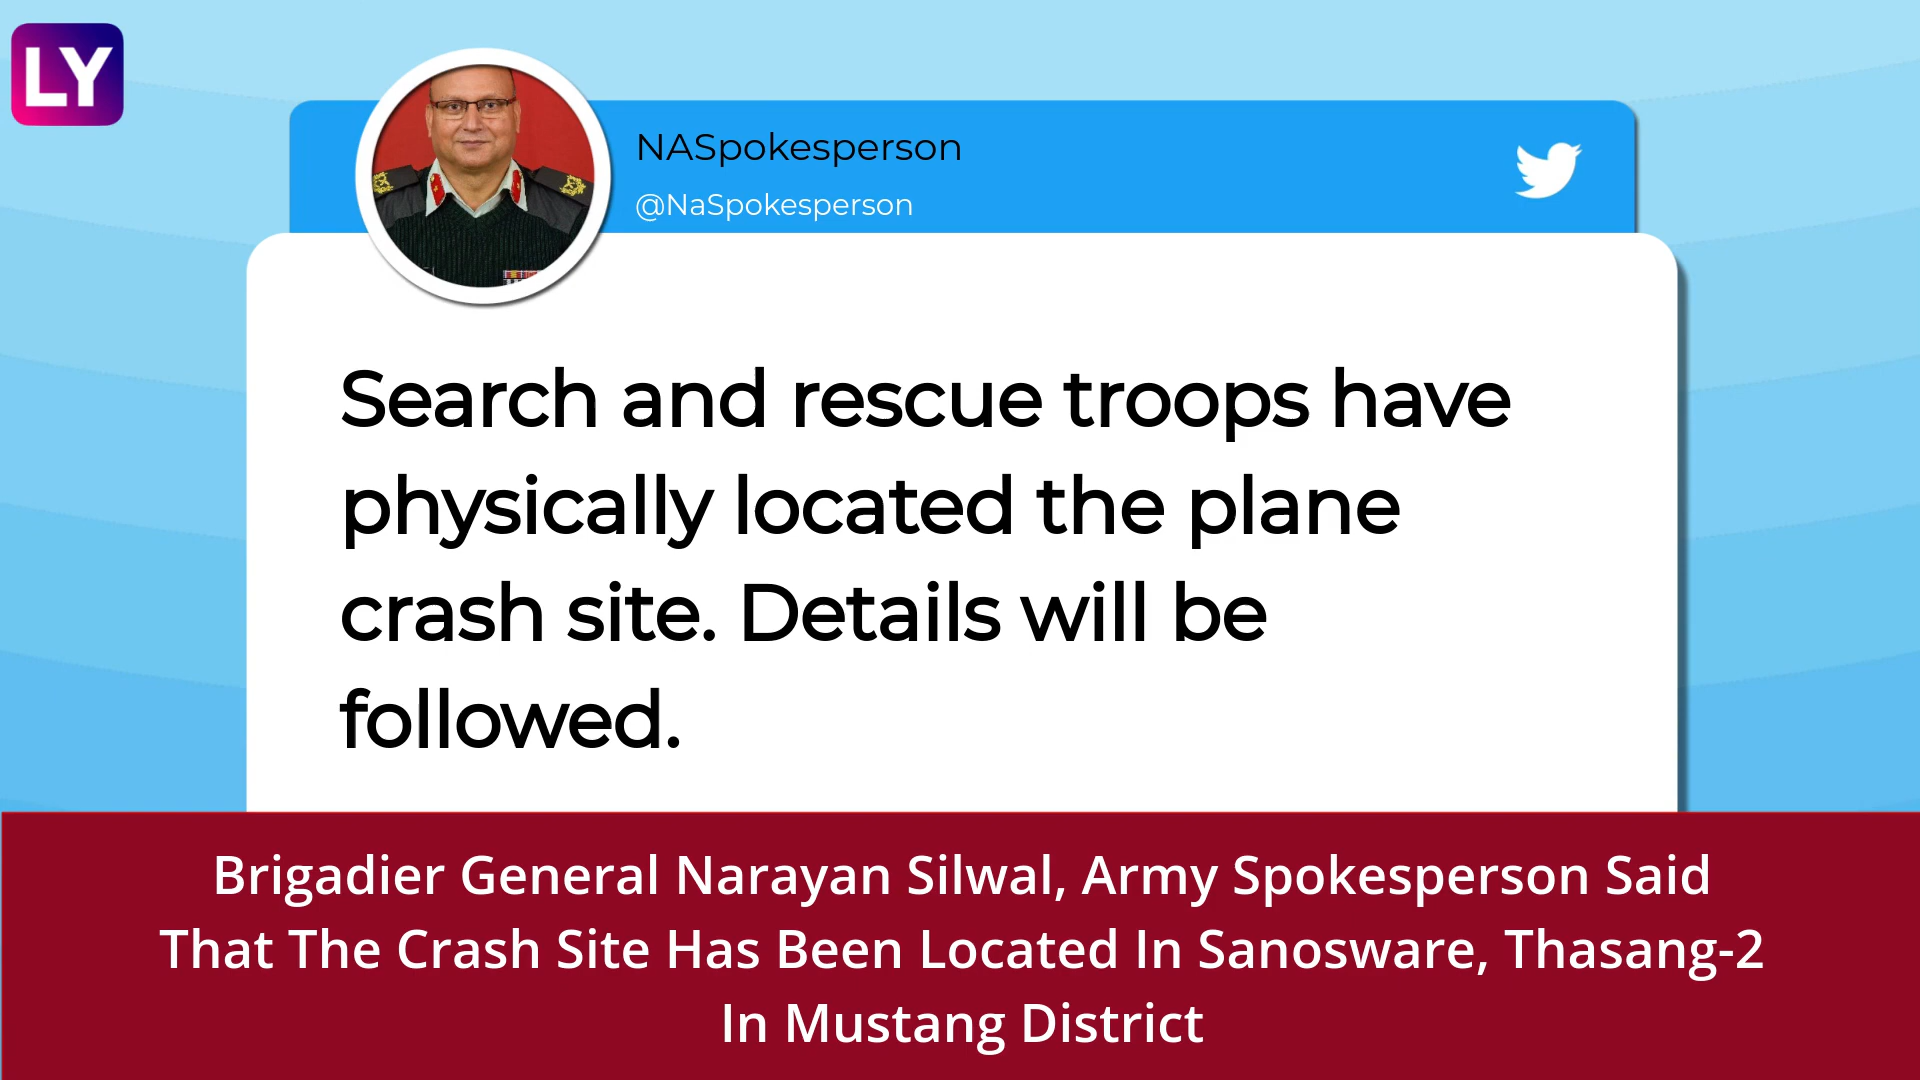 LY
NASpokesperson
@NaSpokesperson
Search and rescue troops have
physically located the plane
crash site. Details will be
followed.
Brigadier General Narayan Silwal, Army Spokesperson Said
That The Crash Site Has Been Located In Sanosware, Thasang-2
In Mustang District